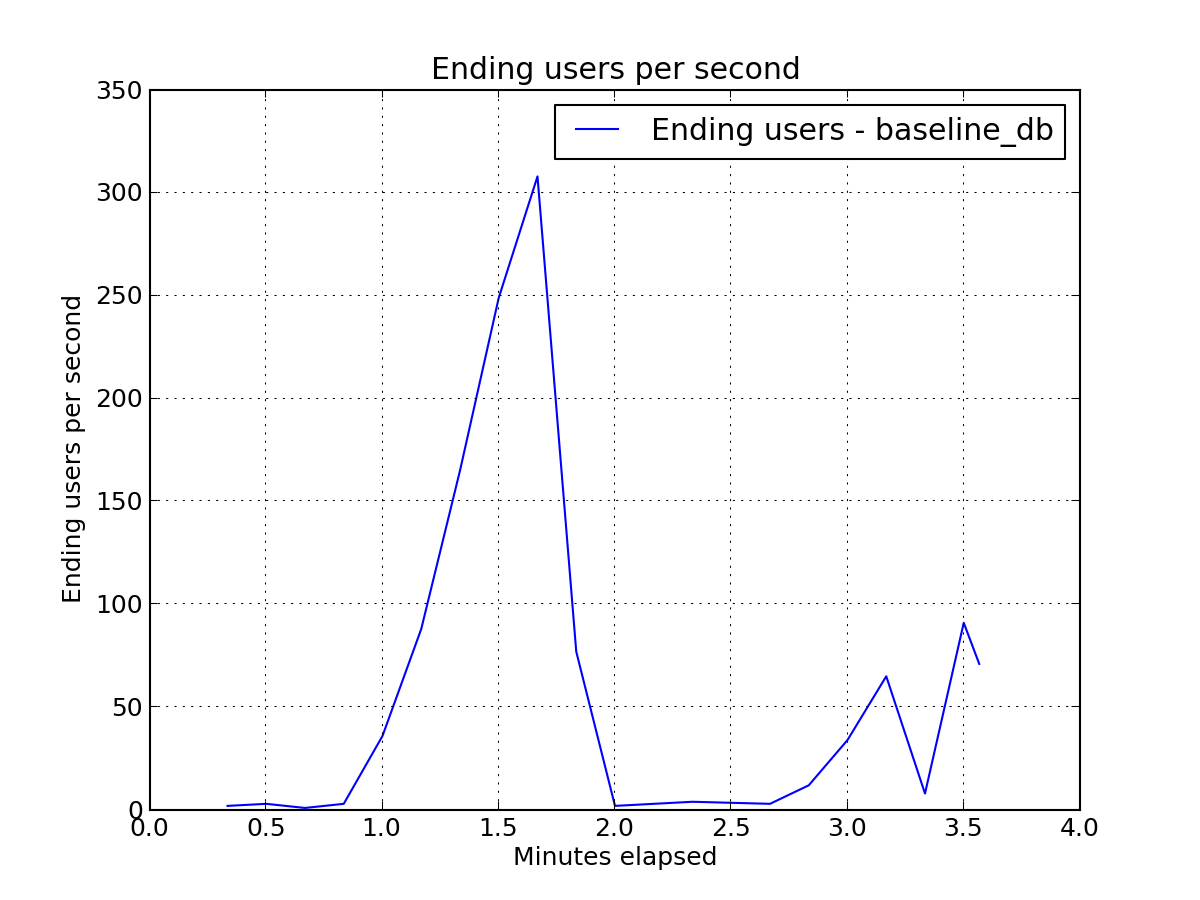 Ending users per second
Ending users - baseline_db
Ending users per second
350
300
250
200
150
100
50
0
0.0 0.5 1.0 1.5 2.0 2.5 3.0 3.5 4.0
Minutes elapsed